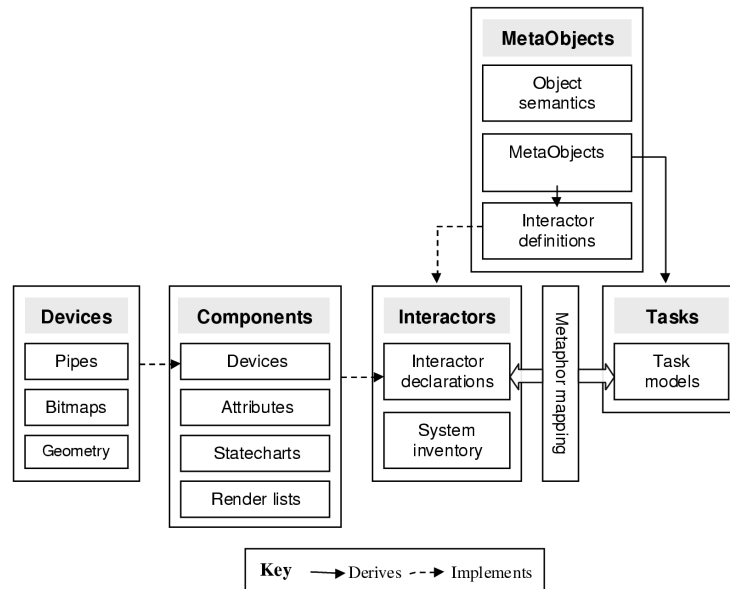 MetaObjects
Object
semantics
MetaObjects
Interactor
definitions
Devices
Pipes
Bitmaps
Geometry
Components
Devices
Attributes
Statecharts
Render lists
Interactors
Interactor
declarations
System
inventory
Metaphor mapping
Tasks
Task
models
Key Derives Implements